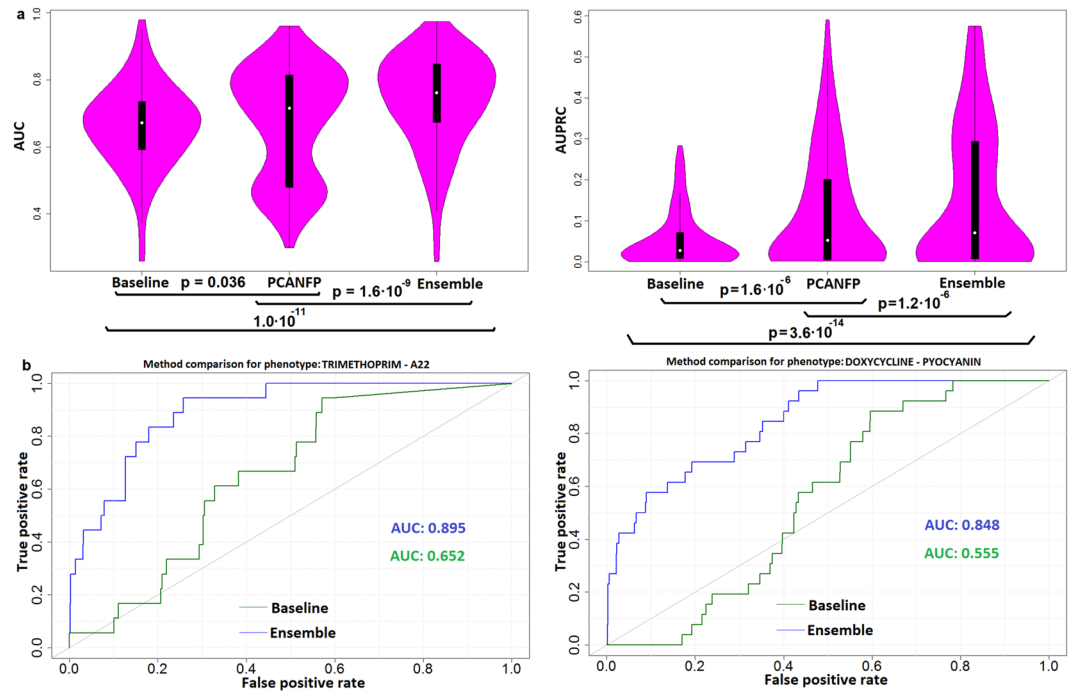 a
1.0
0.8
0.6
0.4
AUC
Baseline
PCANFP
Ensemble
p = 0.036
p = 1.6·10⁻⁹
1.0·10⁻¹¹
0.6
0.5
0.4
0.3
0.2
0.1
0.0
AUPRC
Baseline
PCANFP
Ensemble
p=1.6·10⁻⁶
p=1.2·10⁻⁶
p=3.6·10⁻¹⁴
b
Method comparison for phenotype:TRIMETHOPRIM - A22
1.0
0.8
0.6
0.4
0.2
0.0
True positive rate
AUC: 0.895
AUC: 0.652
Baseline
Ensemble
0.0 0.2 0.4 0.6 0.8 1.0
False positive rate
Method comparison for phenotype:DOXYCYCLINE - PYOCYANIN
1.0
0.8
0.6
0.4
0.2
0.0
True positive rate
AUC: 0.848
AUC: 0.555
Baseline
Ensemble
0.0 0.2 0.4 0.6 0.8 1.0
False positive rate